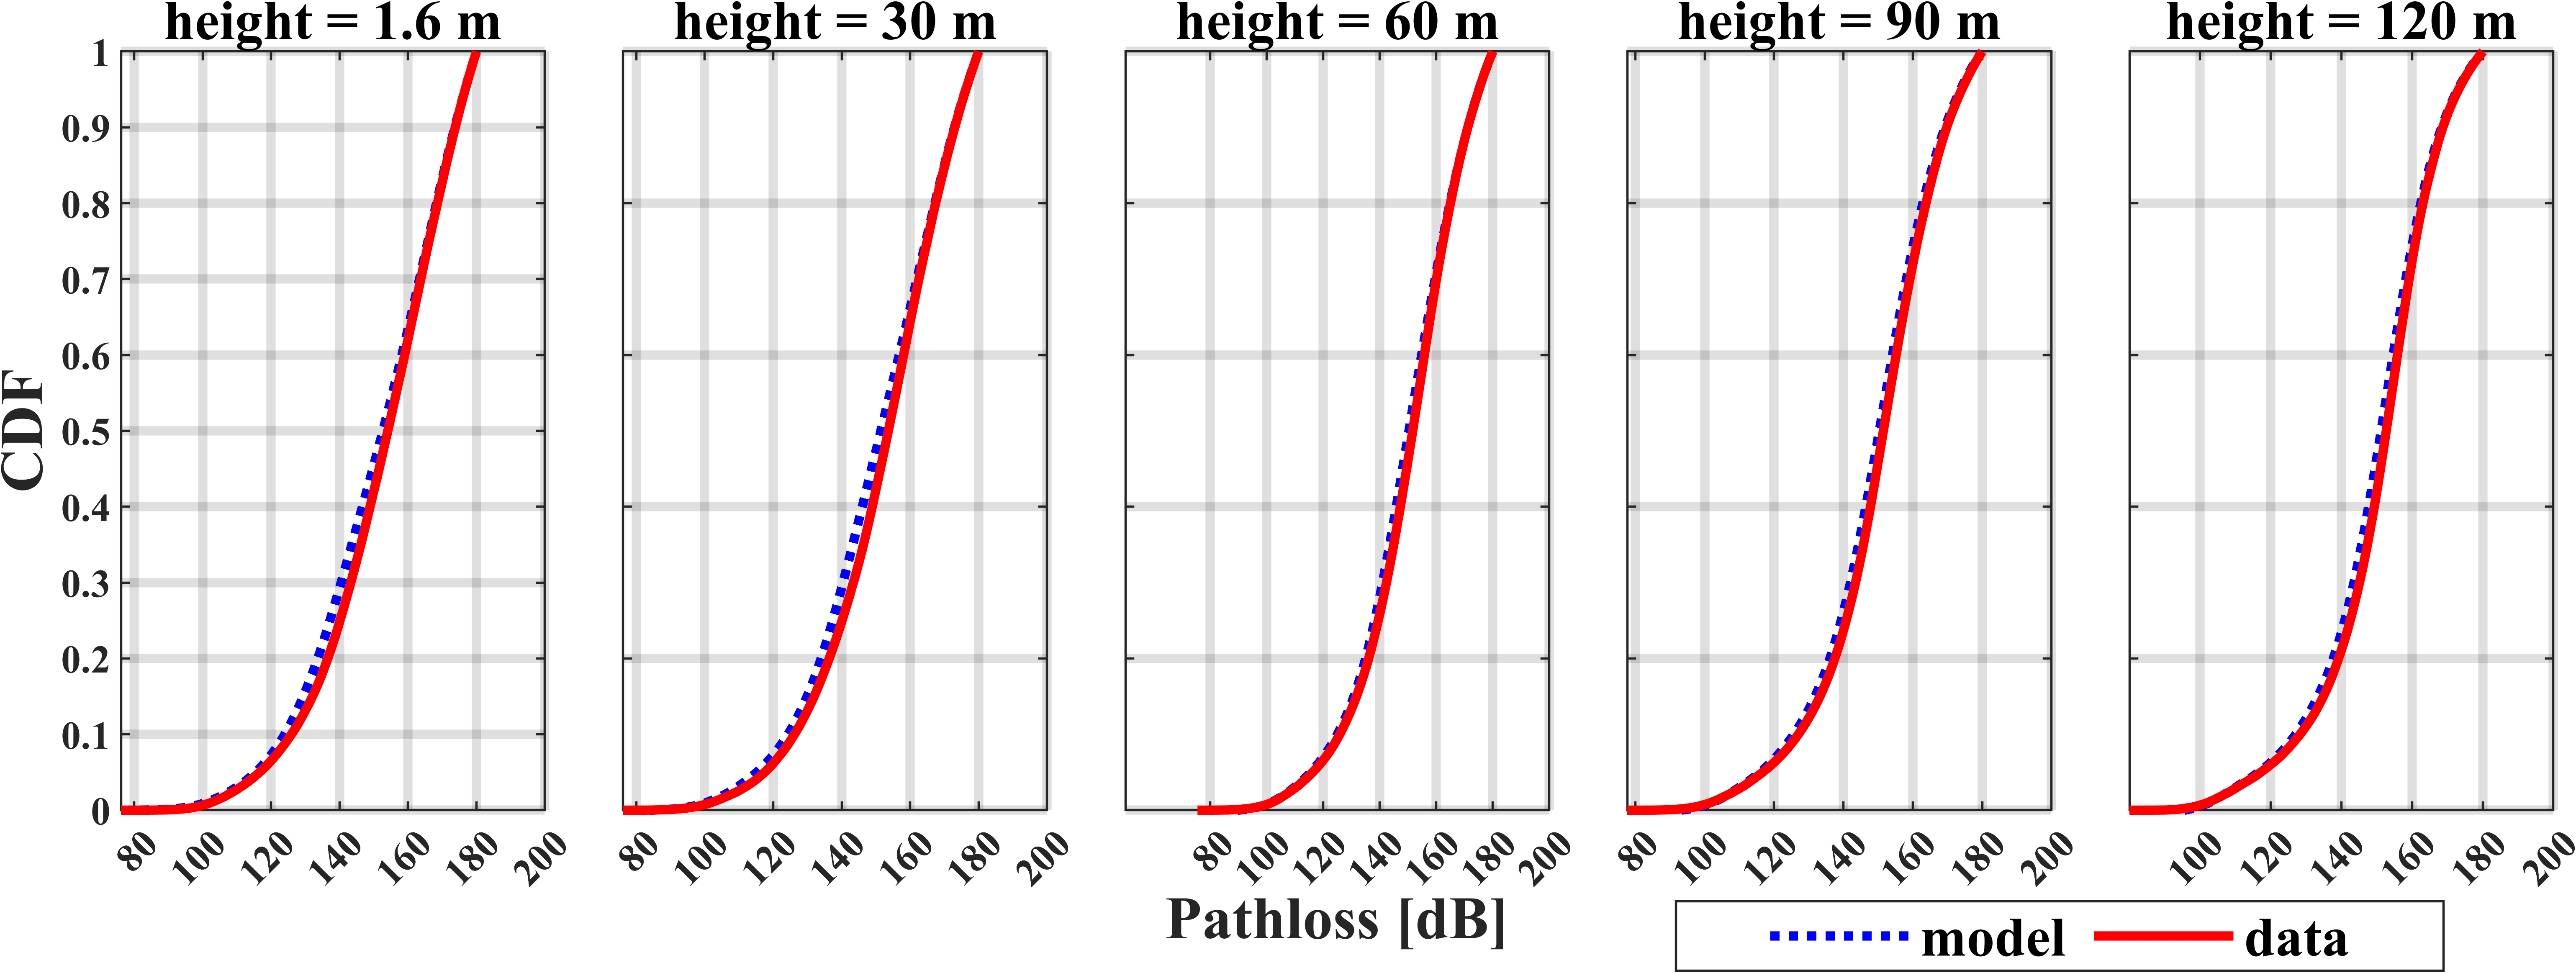 height = 1.6 m
height = 30 m
height = 60 m
height = 90 m
height = 120 m
CDF
1
0.9
0.8
0.7
0.6
0.5
0.4
0.3
0.2
0.1
0
80 100 120 140 160 180 200
80 100 120 140 160 180 200
80 100 120 140 160 180 200
80 100 120 140 160 180 200
100 120 140 160 180 200
Pathloss [dB]
model data